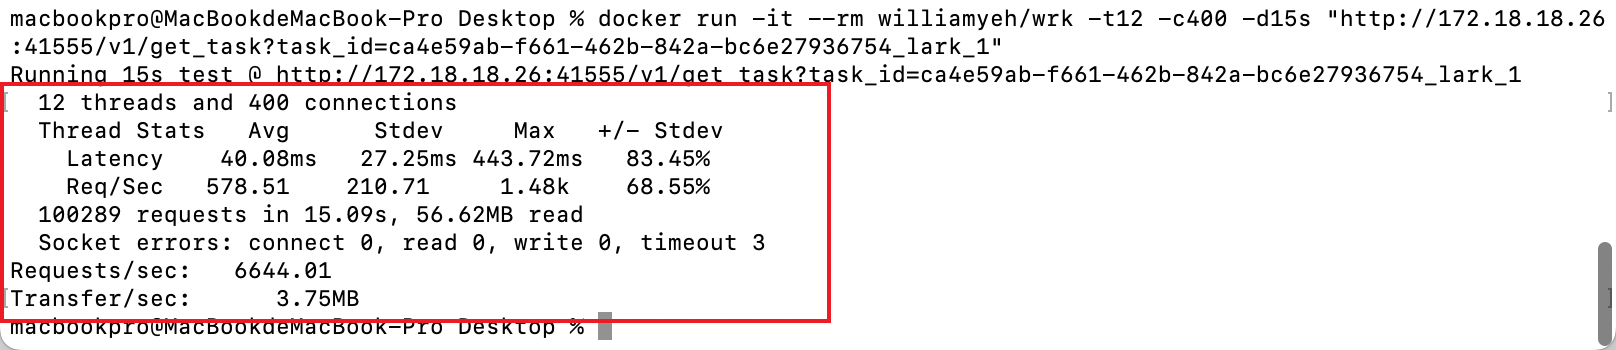 macbookpro@MacBookdeMacBook-Pro Desktop % docker run -it --rm williamyeh/wrk -t12 -c400 -d15s "http://172.18.18.26
:41555/v1/get_task?task_id=ca4e59ab-f661-462b-842a-bc6e27936754_lark_1"
Running 15s test @ http://172.18.18.26:41555/v1/get_task?task_id=ca4e59ab-f661-462b-842a-bc6e27936754_lark_1
[ 12 threads and 400 connections ]
Thread Stats Avg Stdev Max +/- Stdev
Latency 40.08ms 27.25ms 443.72ms 83.45%
Req/Sec 578.51 210.71 1.48k 68.55%
100289 requests in 15.09s, 56.62MB read
Socket errors: connect 0, read 0, write 0, timeout 3
Requests/sec: 6644.01
[Transfer/sec: 3.75MB ]
macbookpro@MacBookdeMacBook-Pro Desktop %